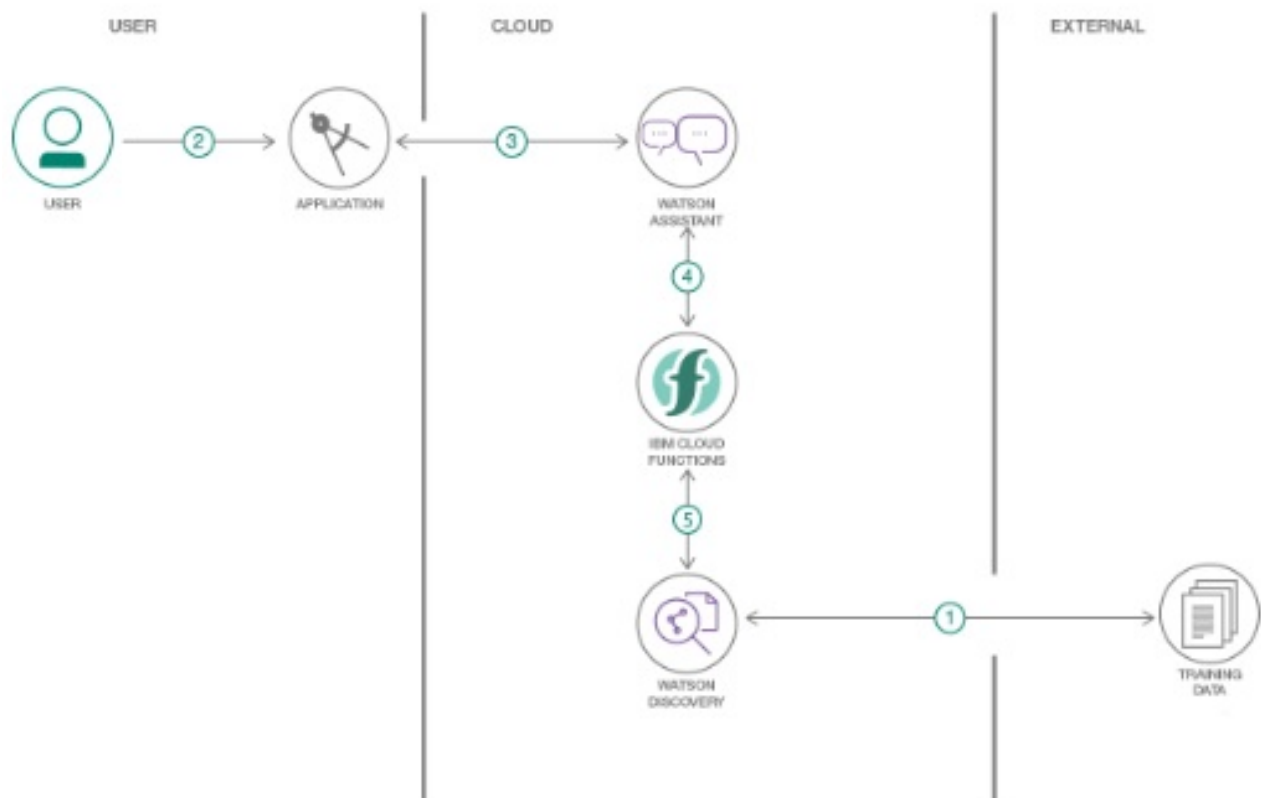 USER
CLOUD
EXTERNAL
2
3
USER
APPLICATION
WATSON
ASSISTANT
4
IBM CLOUD
FUNCTIONS
5
1
WATSON
DISCOVERY
TRAINING
DATA